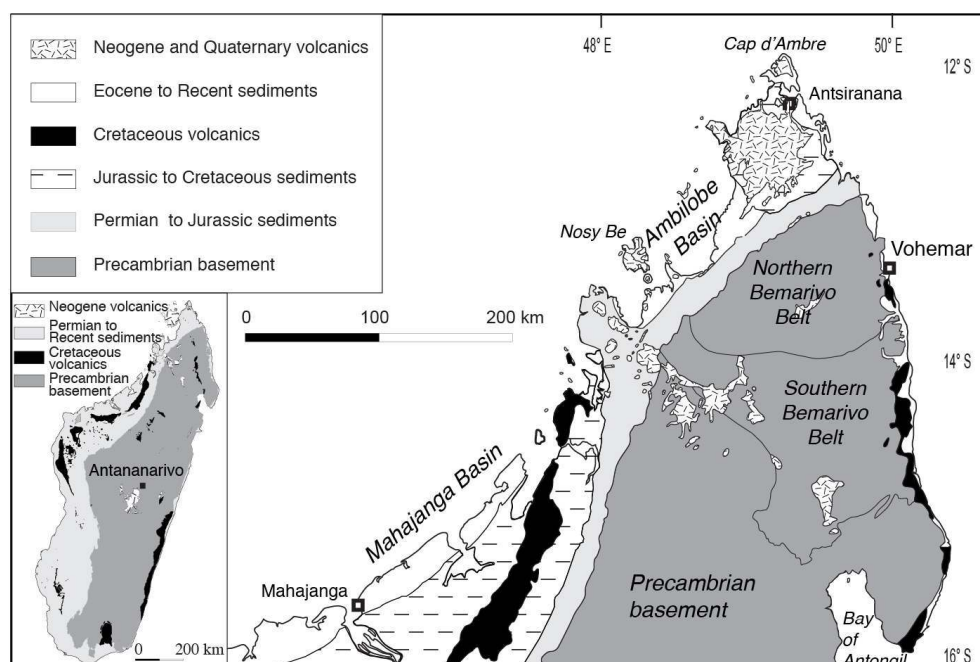 Neogene and Quaternary volcanics
Eocene to Recent sediments
Cretaceous volcanics
Jurassic to Cretaceous sediments
Permian to Jurassic sediments
Precambrian basement
Neogene volcanics
Permian to
Recent sediments
Cretaceous
volcanics
Precambrian
basement
Antananarivo
0 200 km
48° E
50° E
12° S
14° S
16° S
Cap d'Ambre
Antsiranana
Nosy Be
Ambilobe
Basin
Vohemar
Northern
Bemarivo
Belt
0 100 200 km
Southern
Bemarivo
Belt
Mahajanga Basin
Mahajanga
Precambrian
basement
Bay
of
Antongil